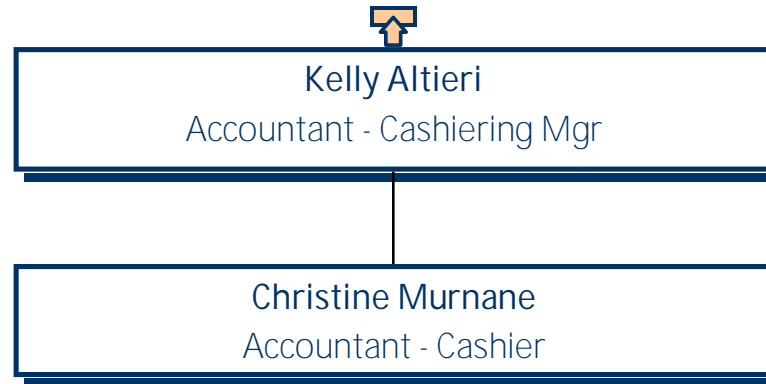 Kelly Altieri
Accountant - Cashiering Mgr
Christine Murnane
Accountant - Cashier